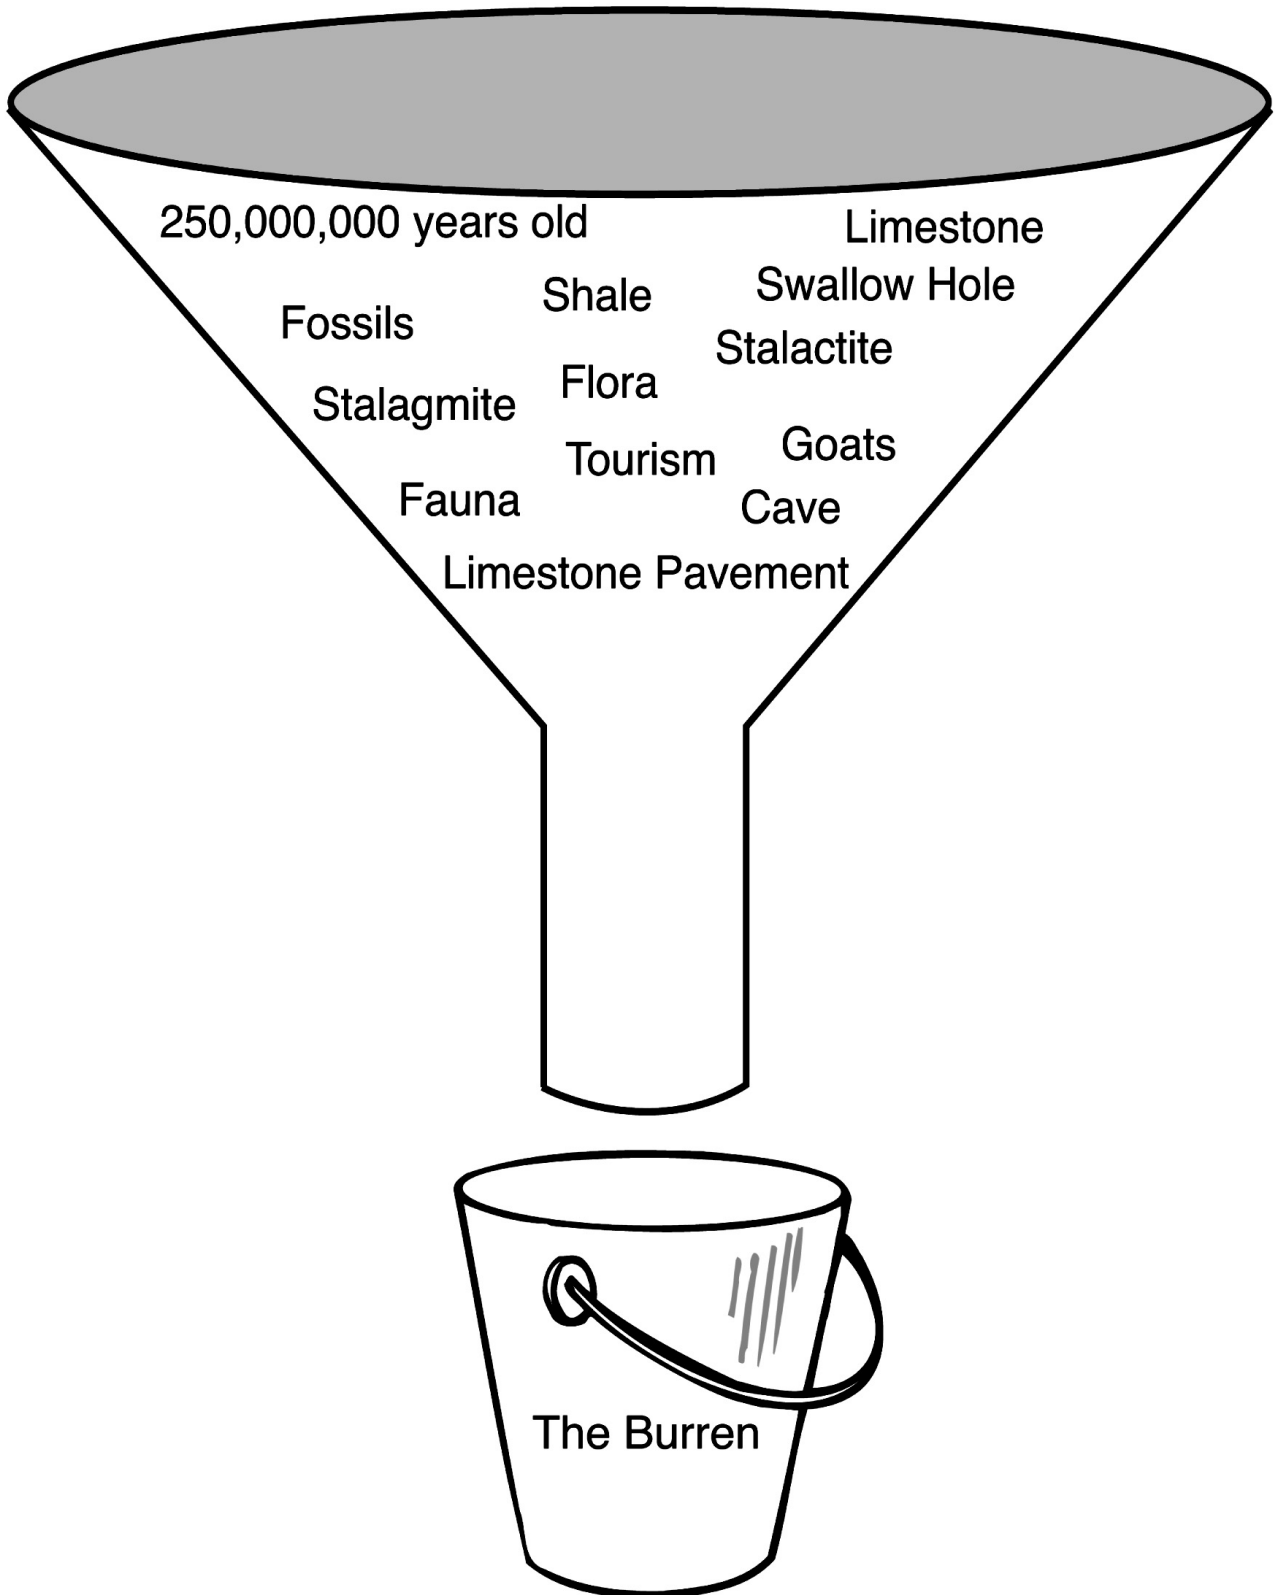 250,000,000 years old
Limestone
Shale
Swallow Hole
Fossils
Stalactite
Flora
Stalagmite
Goats
Tourism
Fauna
Cave
Limestone Pavement
The Burren